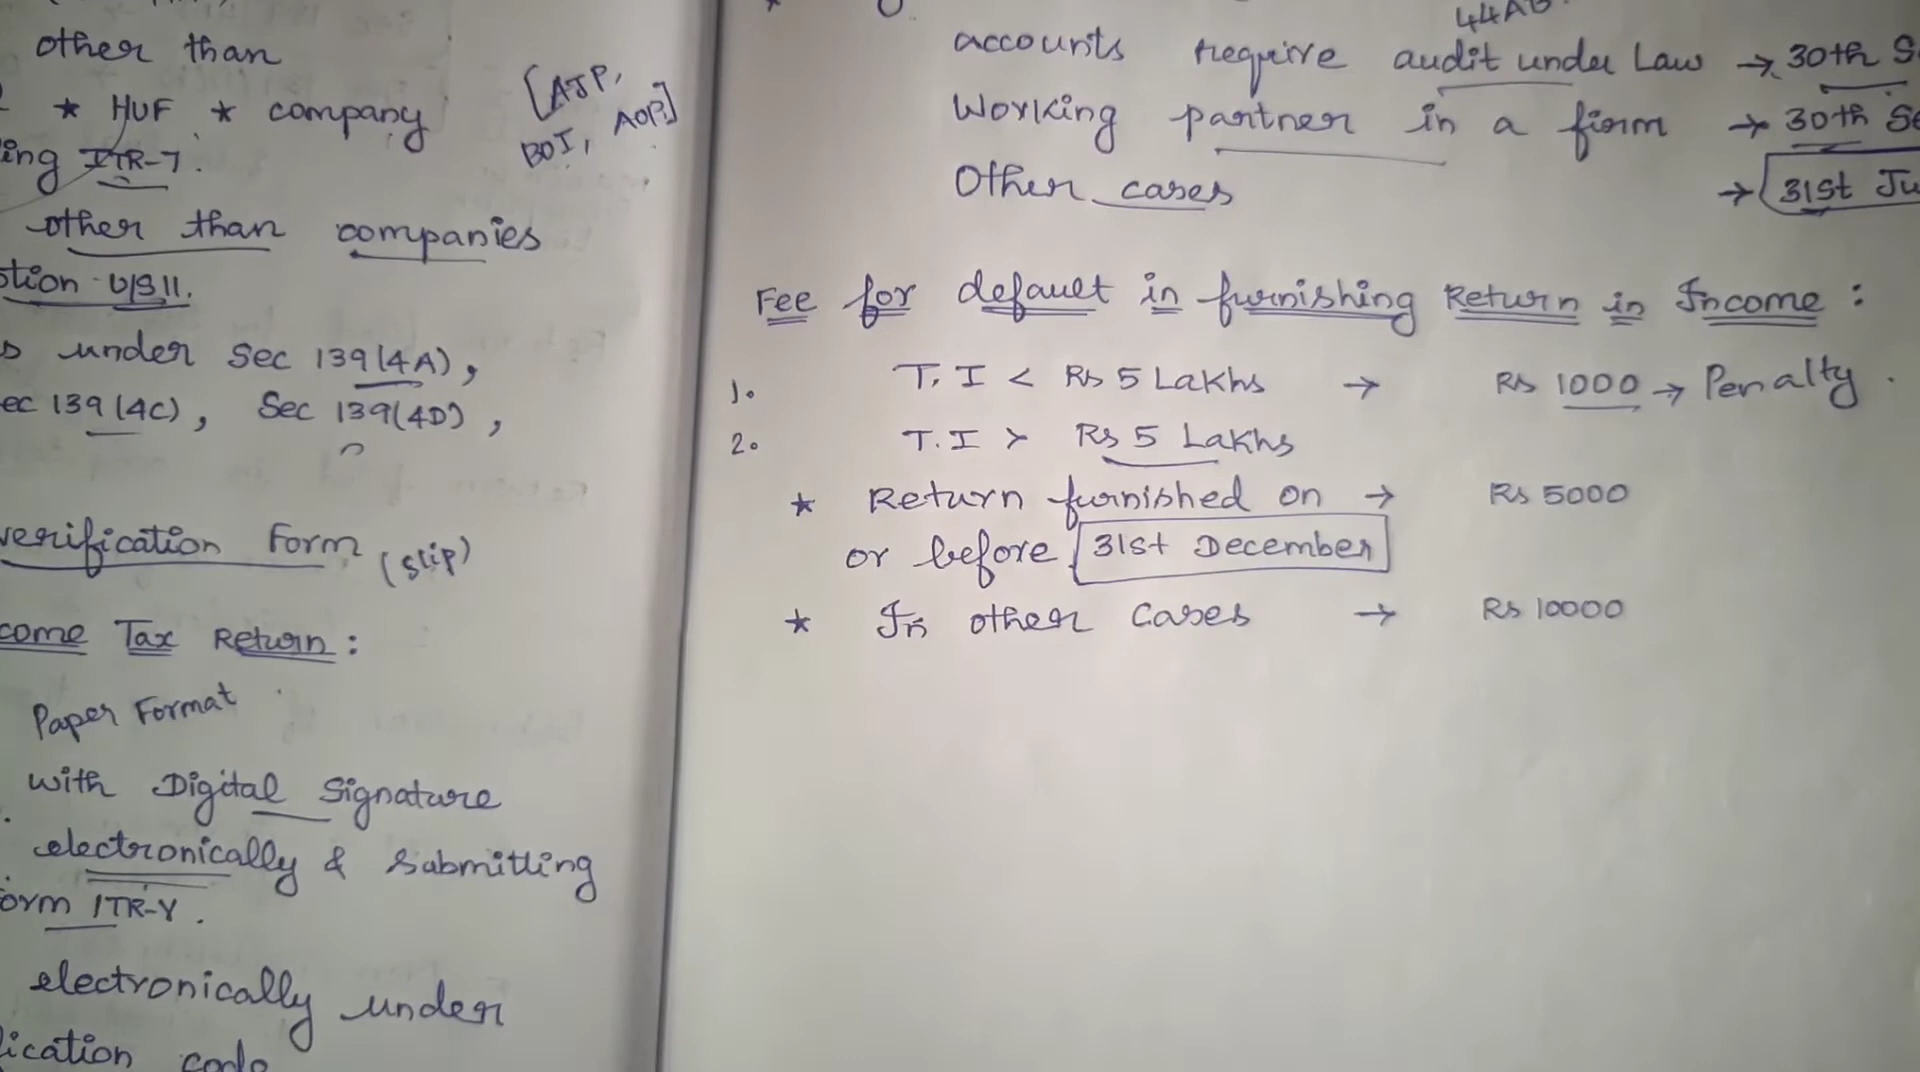 other than
* HUF * company
[AJP,
BOI, AOP]
ing ITR-7.
other than companies
ption U/S 11.
s under Sec 139(4A),
ec 139(4C), Sec 139(4D),
verification Form (slip)
come Tax Return:
Paper Format
with Digital Signature
electronically & submitting
orm ITR-V.
electronically under
ication code
44AB
accounts require audit under Law → 30th Se
Working partner in a firm → 30th Se
Other cases → 31st Ju
Fee for default in furnishing Return in Income:
1. T.I < Rs 5 Lakhs → Rs 1000 → Penalty.
2. T.I > Rs 5 Lakhs
* Return furnished on → Rs 5000
or before 31st December
* In other Cases → Rs 10000